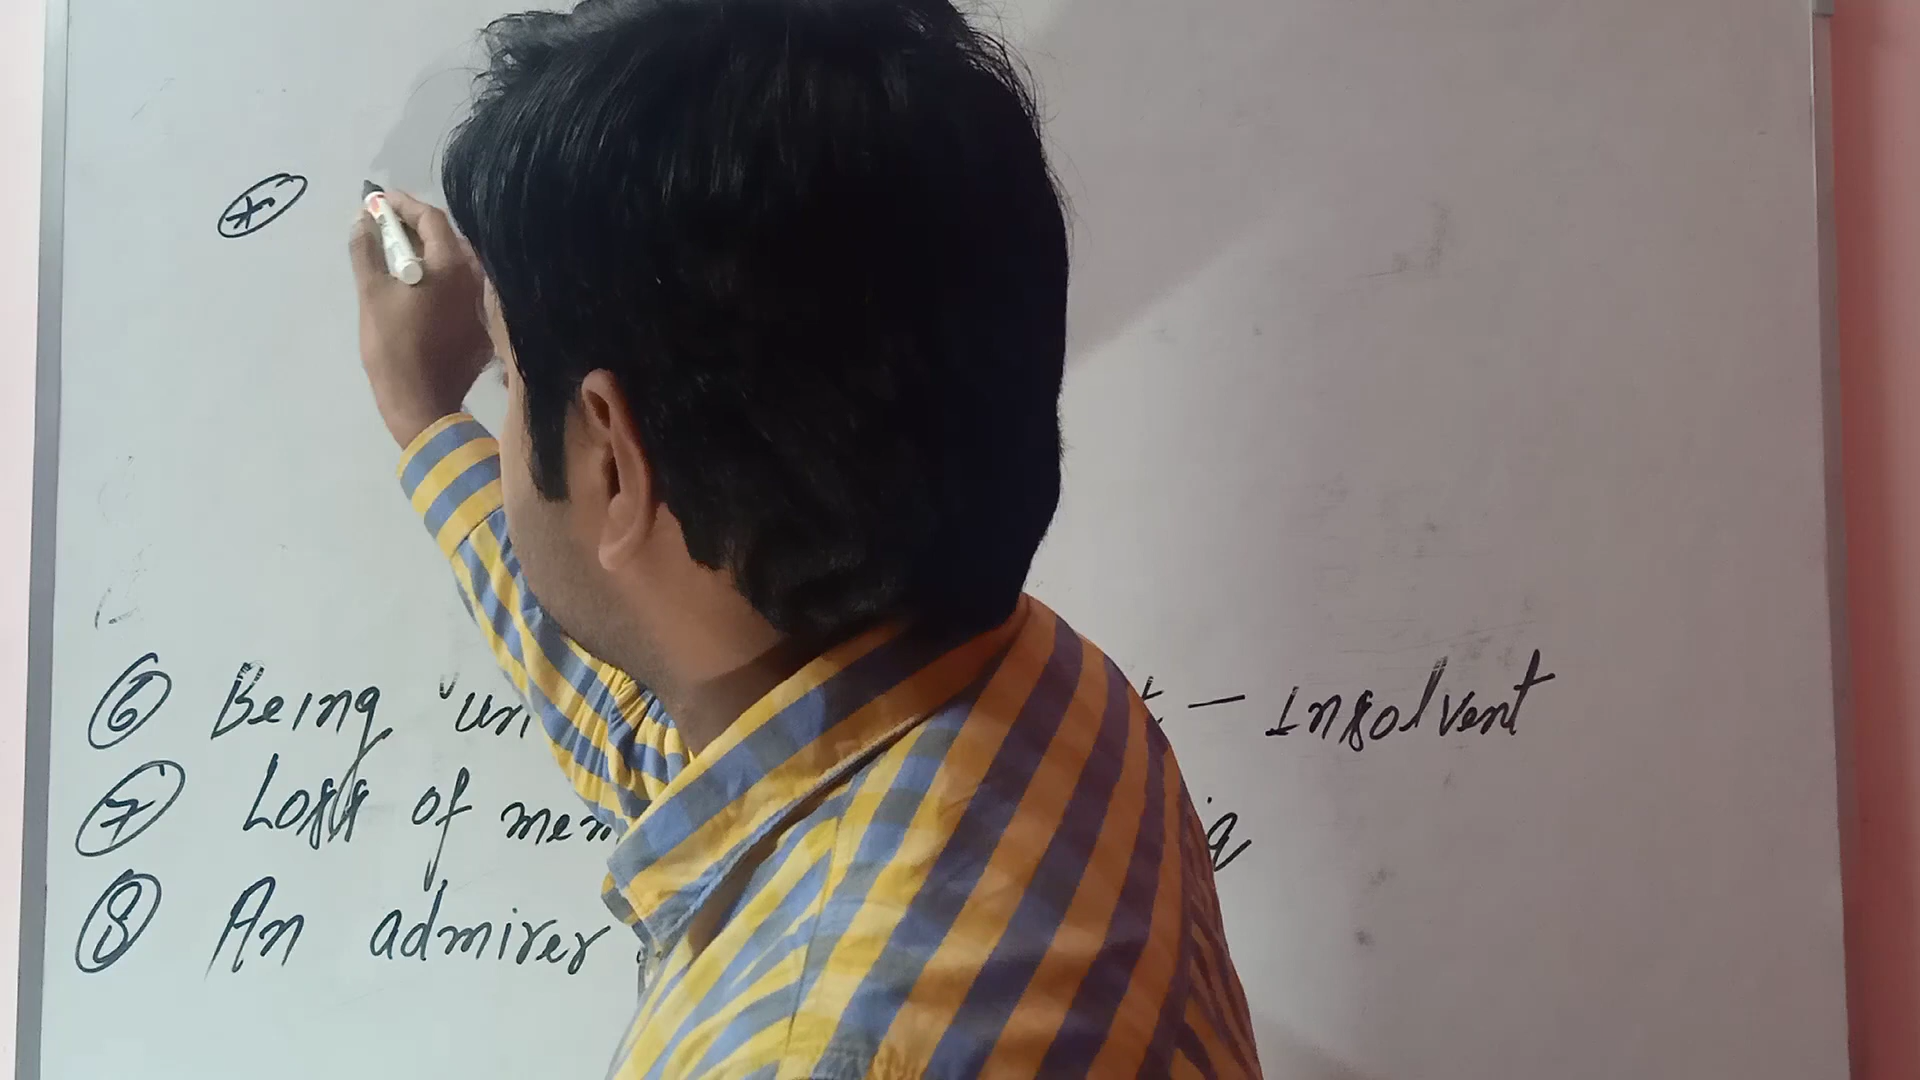 *
6 Being "un t - Insolvent
7 Loss of mem
8 An admirer